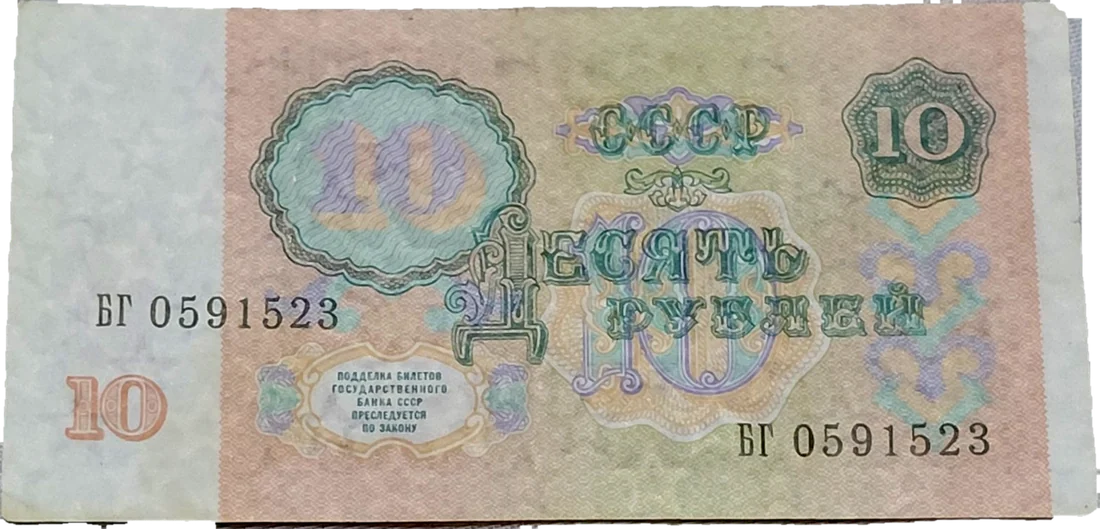 10
СССР
10
ДЕСЯТЬ
РУБЛЕЙ
10
БГ 0591523
ПОДДЕЛКА БИЛЕТОВ
ГОСУДАРСТВЕННОГО
БАНКА СССР
ПРЕСЛЕДУЕТСЯ
ПО ЗАКОНУ
10
БГ 0591523